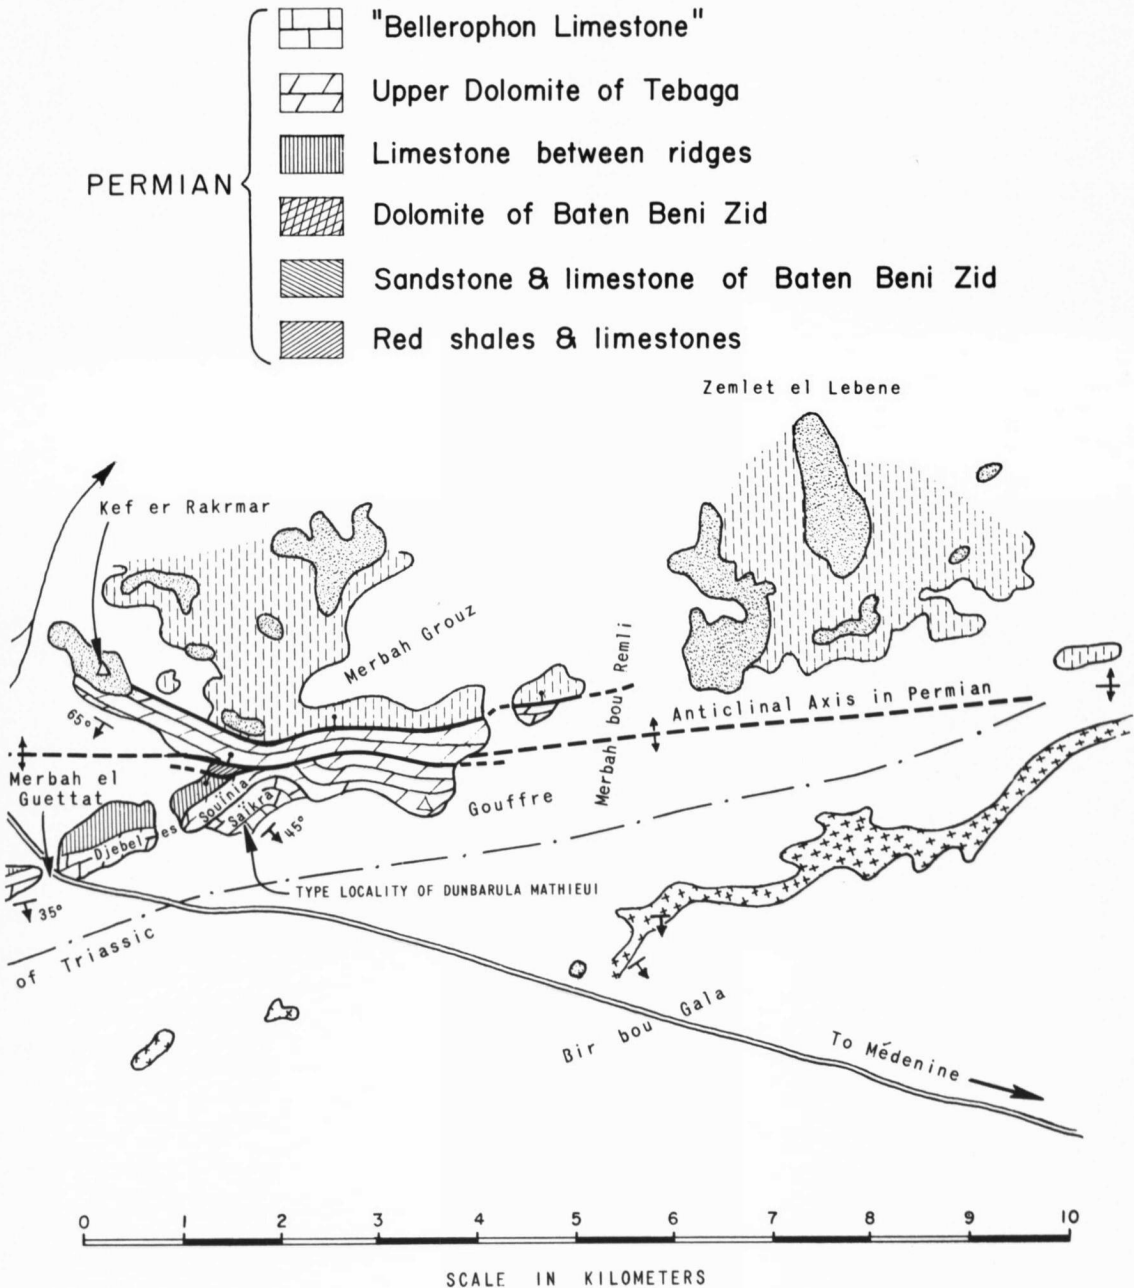 "Bellerophon Limestone"
Upper Dolomite of Tebaga
Limestone between ridges
PERMIAN
Dolomite of Baten Beni Zid
Sandstone & limestone of Baten Beni Zid
Red shales & limestones
Zemlet el Lebene
Kef er Rakrmar
Merbah Grouz
Merbah bou Remli
65°
Anticlinal Axis in Permian
Merbah el
Guettat
Souïnia
Saïkra
Gouffre
Djebel es
45°
TYPE LOCALITY OF DUNBARULA MATHIEUI
35°
of Triassic
Bir bou Gala
To Médenine
0 1 2 3 4 5 6 7 8 9 10
SCALE IN KILOMETERS